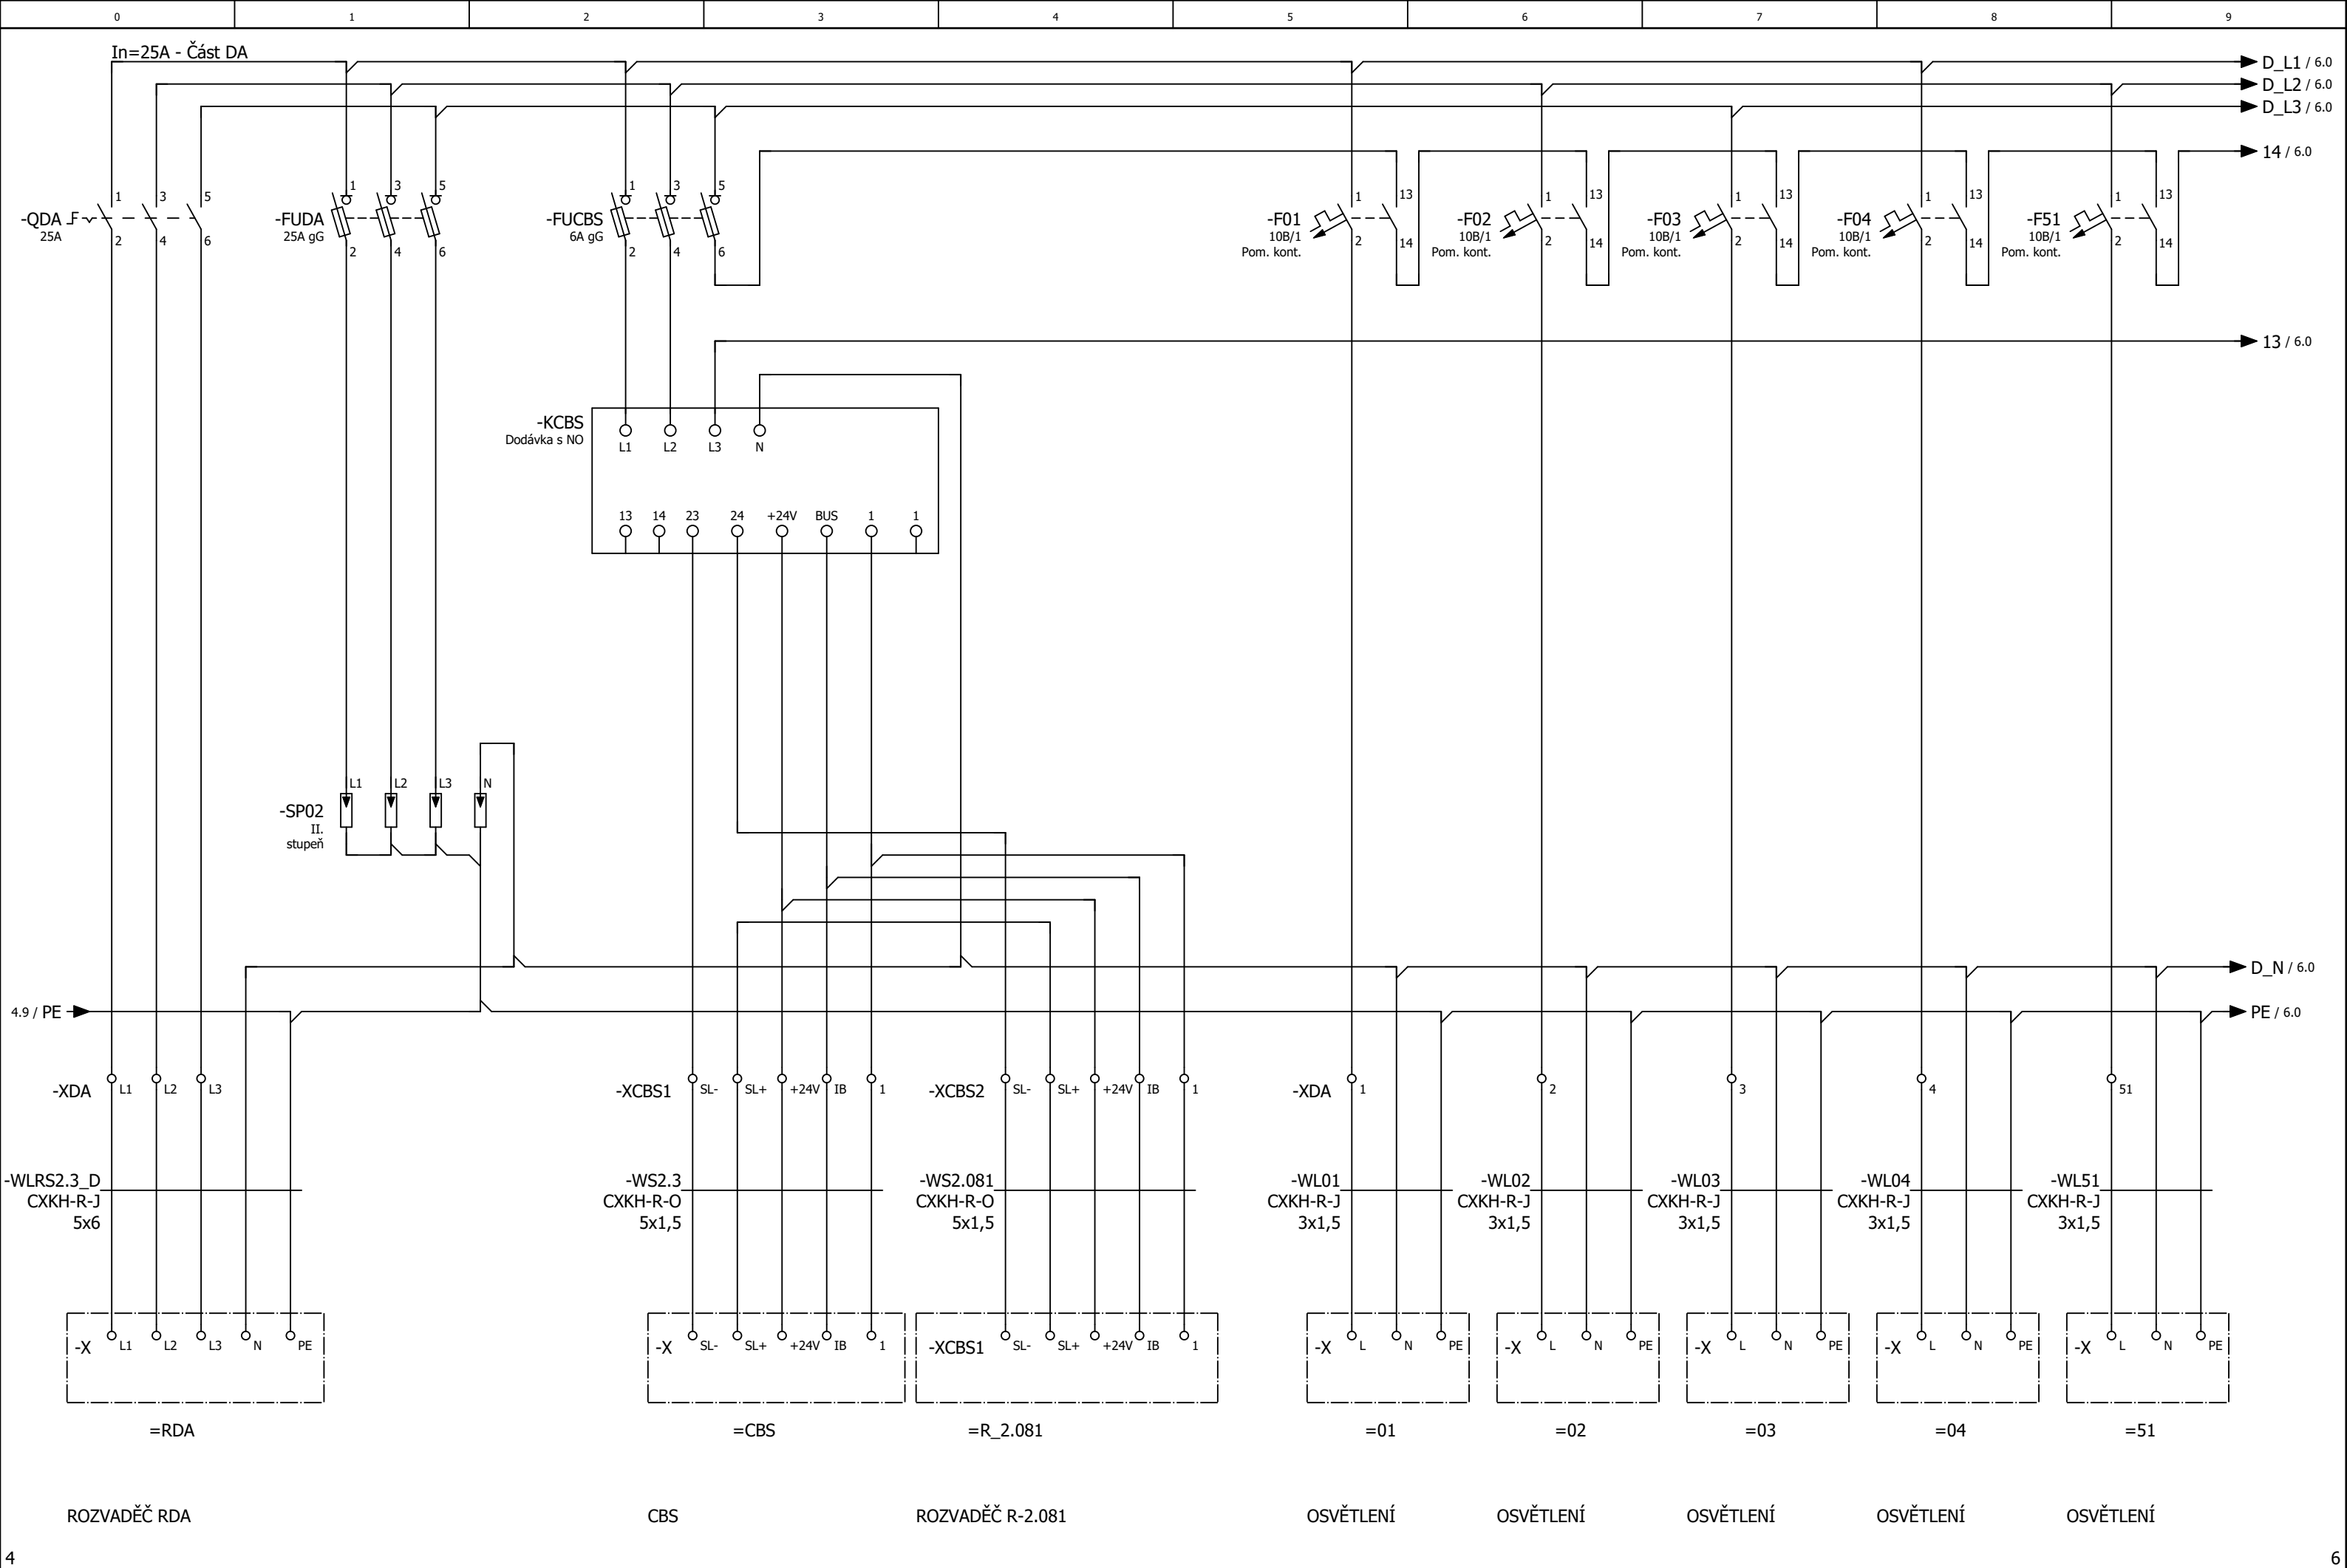 0 1 2 3 4 5 6 7 8 9
In=25A - Část DA
D_L1 / 6.0
D_L2 / 6.0
D_L3 / 6.0
14 / 6.0
1 3 5 1 3 5 1 3 5 1 13 1 13 1 13 1 13 1 13
-QDA -FUDA -FUCBS -F01 -F02 -F03 -F04 -F51
25A 25A gG 6A gG 10B/1 10B/1 10B/1 10B/1 10B/1
2 4 6 2 4 6 2 4 6 2 14 2 14 2 14 2 14 2 14
Pom. kont. Pom. kont. Pom. kont. Pom. kont. Pom. kont.
13 / 6.0
-KCBS
Dodávka s NO
L1 L2 L3 N
13 14 23 24 +24V BUS 1 1
L1 L2 L3 N
-SP02
II.
stupeň
D_N / 6.0
4.9 / PE
PE / 6.0
-XDA L1 L2 L3
-XCBS1 SL- SL+ +24V IB 1
-XCBS2 SL- SL+ +24V IB 1
-XDA 1 2 3 4 51
-WLRS2.3_D -WS2.3 -WS2.081 -WL01 -WL02 -WL03 -WL04 -WL51
CXKH-R-J CXKH-R-O CXKH-R-O CXKH-R-J CXKH-R-J CXKH-R-J CXKH-R-J CXKH-R-J
5x6 5x1,5 5x1,5 3x1,5 3x1,5 3x1,5 3x1,5 3x1,5
-X L1 L2 L3 N PE
-X SL- SL+ +24V IB 1
-XCBS1 SL- SL+ +24V IB 1
-X L N PE
-X L N PE
-X L N PE
-X L N PE
-X L N PE
=RDA =CBS =R_2.081 =01 =02 =03 =04 =51
ROZVADĚČ RDA CBS ROZVADĚČ R-2.081 OSVĚTLENÍ OSVĚTLENÍ OSVĚTLENÍ OSVĚTLENÍ OSVĚTLENÍ
4 6